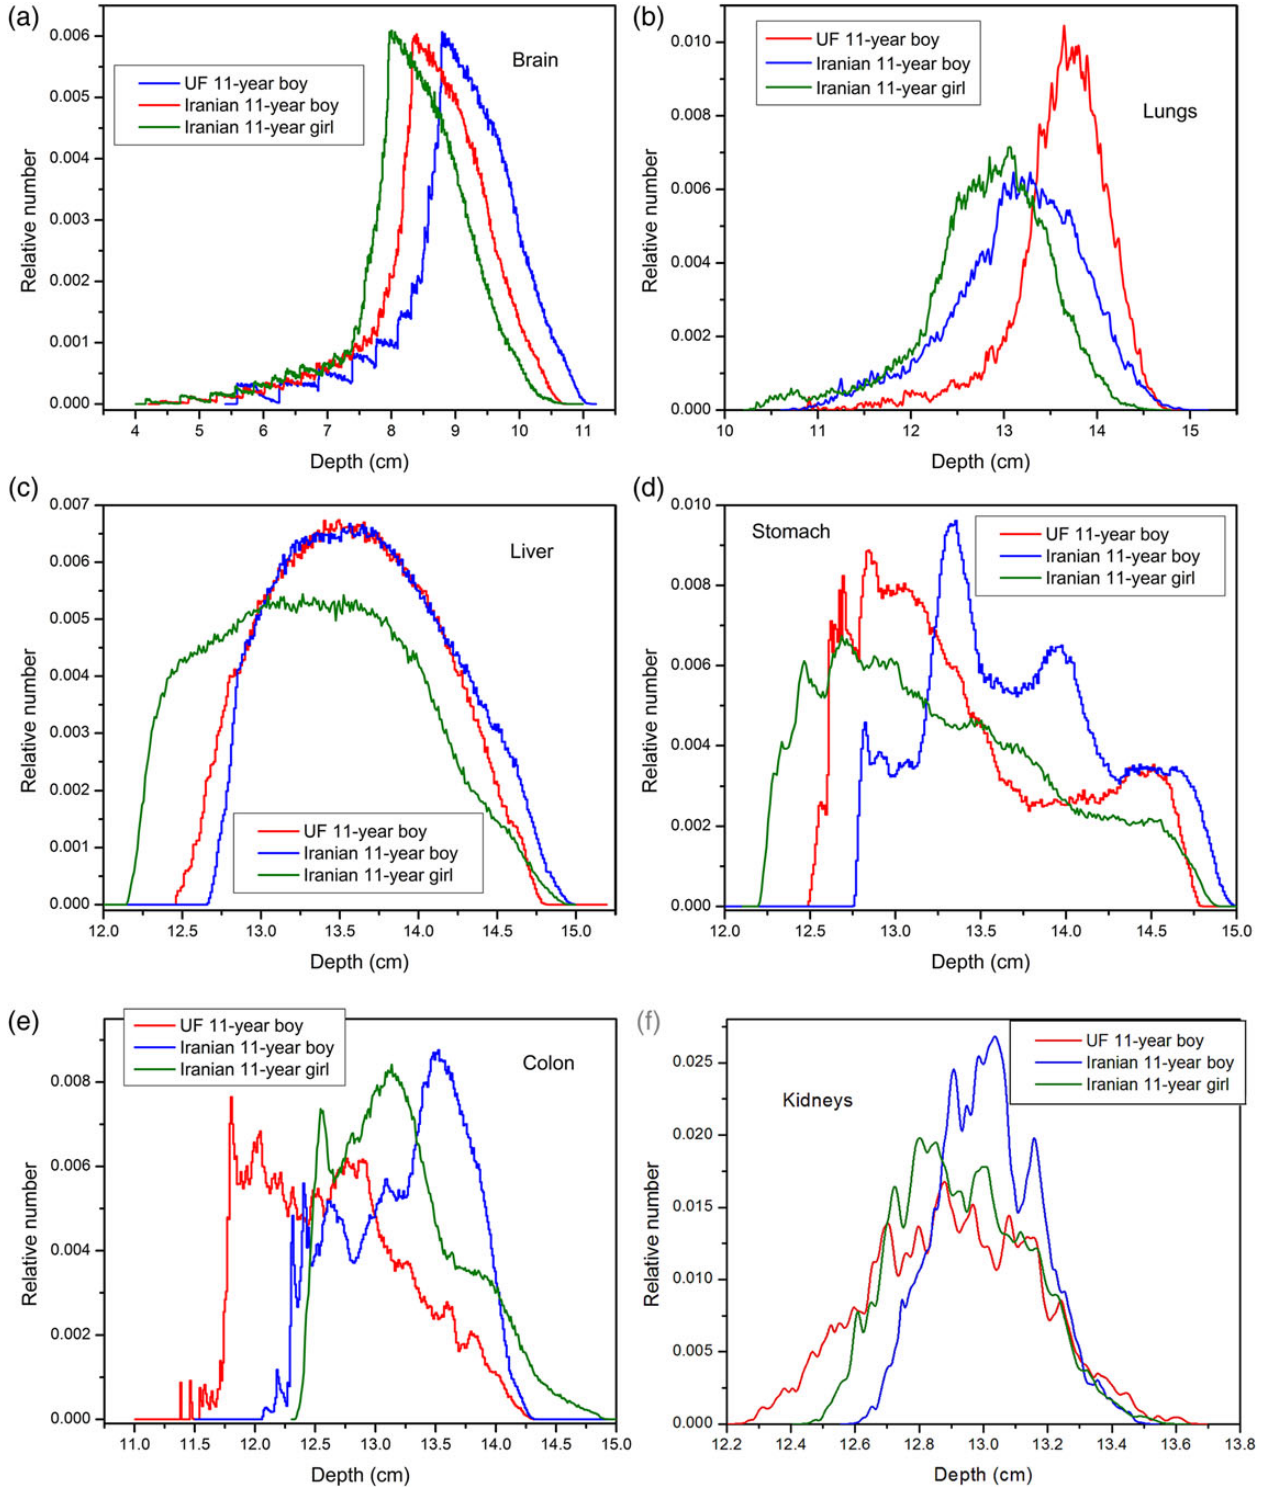 (a)
Relative number
0.006
0.005
0.004
0.003
0.002
0.001
0.000
UF 11-year boy
Iranian 11-year boy
Iranian 11-year girl
Brain
4 5 6 7 8 9 10 11
Depth (cm)
(b)
Relative number
0.010
0.008
0.006
0.004
0.002
0.000
UF 11-year boy
Iranian 11-year boy
Iranian 11-year girl
Lungs
10 11 12 13 14 15
Depth (cm)
(c)
Relative number
0.007
0.006
0.005
0.004
0.003
0.002
0.001
0.000
Liver
UF 11-year boy
Iranian 11-year boy
Iranian 11-year girl
12.0 12.5 13.0 13.5 14.0 14.5 15.0
Depth (cm)
(d)
Relative number
0.010
0.008
0.006
0.004
0.002
0.000
Stomach
UF 11-year boy
Iranian 11-year boy
Iranian 11-year girl
12.0 12.5 13.0 13.5 14.0 14.5 15.0
Depth (cm)
(e)
Relative number
0.008
0.006
0.004
0.002
0.000
UF 11-year boy
Iranian 11-year boy
Iranian 11-year girl
Colon
11.0 11.5 12.0 12.5 13.0 13.5 14.0 14.5 15.0
Depth (cm)
(f)
Relative number
0.025
0.020
0.015
0.010
0.005
0.000
UF 11-year boy
Iranian 11-year boy
Iranian 11-year girl
Kidneys
12.2 12.4 12.6 12.8 13.0 13.2 13.4 13.6 13.8
Depth (cm)